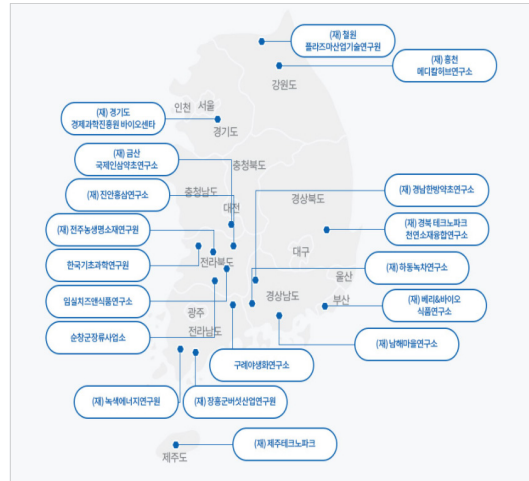 (재) 철원
플라즈마산업기술연구원
(재) 홍천
메디칼허브연구소
강원도
인천
서울
(재) 경기도
경제과학진흥원 바이오센타
경기도
(재) 금산
국제인삼약초연구소
충청북도
(재) 진안홍삼연구소
충청남도
대전
경상북도
(재) 경남한방약초연구소
(재) 전주농생명소재연구원
(재) 경북 테크노파크
천연소재융합연구소
대구
한국기초과학연구원
전라북도
(재) 하동녹차연구소
울산
임실치즈앤식품연구소
경상남도
부산
(재) 베리&바이오
식품연구소
광주
순창군장류사업소
전라남도
(재) 남해마을연구소
구례야생화연구소
(재) 녹색에너지연구원
(재) 장흥군버섯산업연구원
(재) 제주테크노파크
제주도